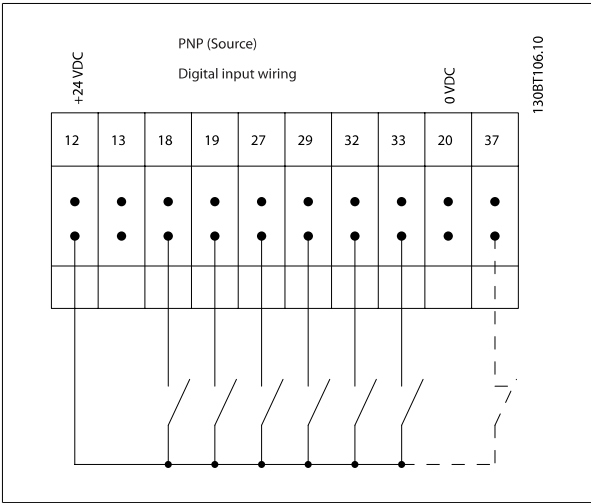 PNP (Source)
Digital input wiring
+24 VDC
0 VDC
130BT106.10
12 13 18 19 27 29 32 33 20 37